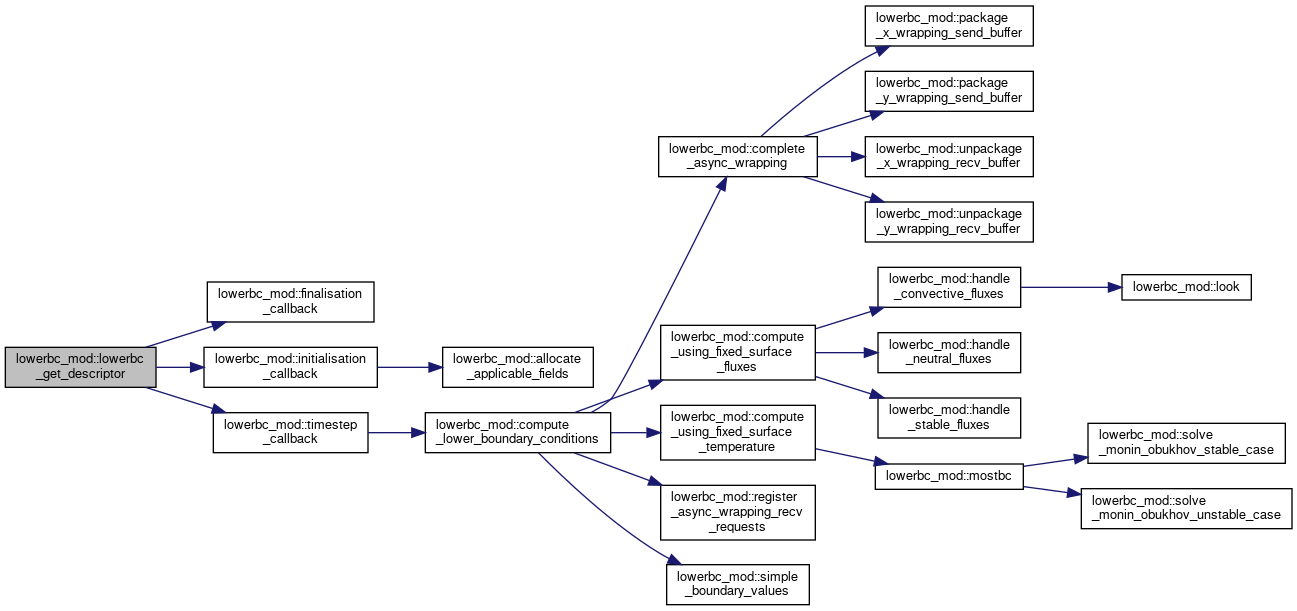 lowerbc_mod::lowerbc
_get_descriptor
lowerbc_mod::finalisation
_callback
lowerbc_mod::initialisation
_callback
lowerbc_mod::allocate
_applicable_fields
lowerbc_mod::timestep
_callback
lowerbc_mod::compute
_lower_boundary_conditions
lowerbc_mod::complete
_async_wrapping
lowerbc_mod::package
_x_wrapping_send_buffer
lowerbc_mod::package
_y_wrapping_send_buffer
lowerbc_mod::unpackage
_x_wrapping_recv_buffer
lowerbc_mod::unpackage
_y_wrapping_recv_buffer
lowerbc_mod::compute
_using_fixed_surface
_fluxes
lowerbc_mod::handle
_convective_fluxes
lowerbc_mod::look
lowerbc_mod::handle
_neutral_fluxes
lowerbc_mod::handle
_stable_fluxes
lowerbc_mod::compute
_using_fixed_surface
_temperature
lowerbc_mod::mostbc
lowerbc_mod::solve
_monin_obukhov_stable_case
lowerbc_mod::solve
_monin_obukhov_unstable_case
lowerbc_mod::register
_async_wrapping_recv
_requests
lowerbc_mod::simple
_boundary_values